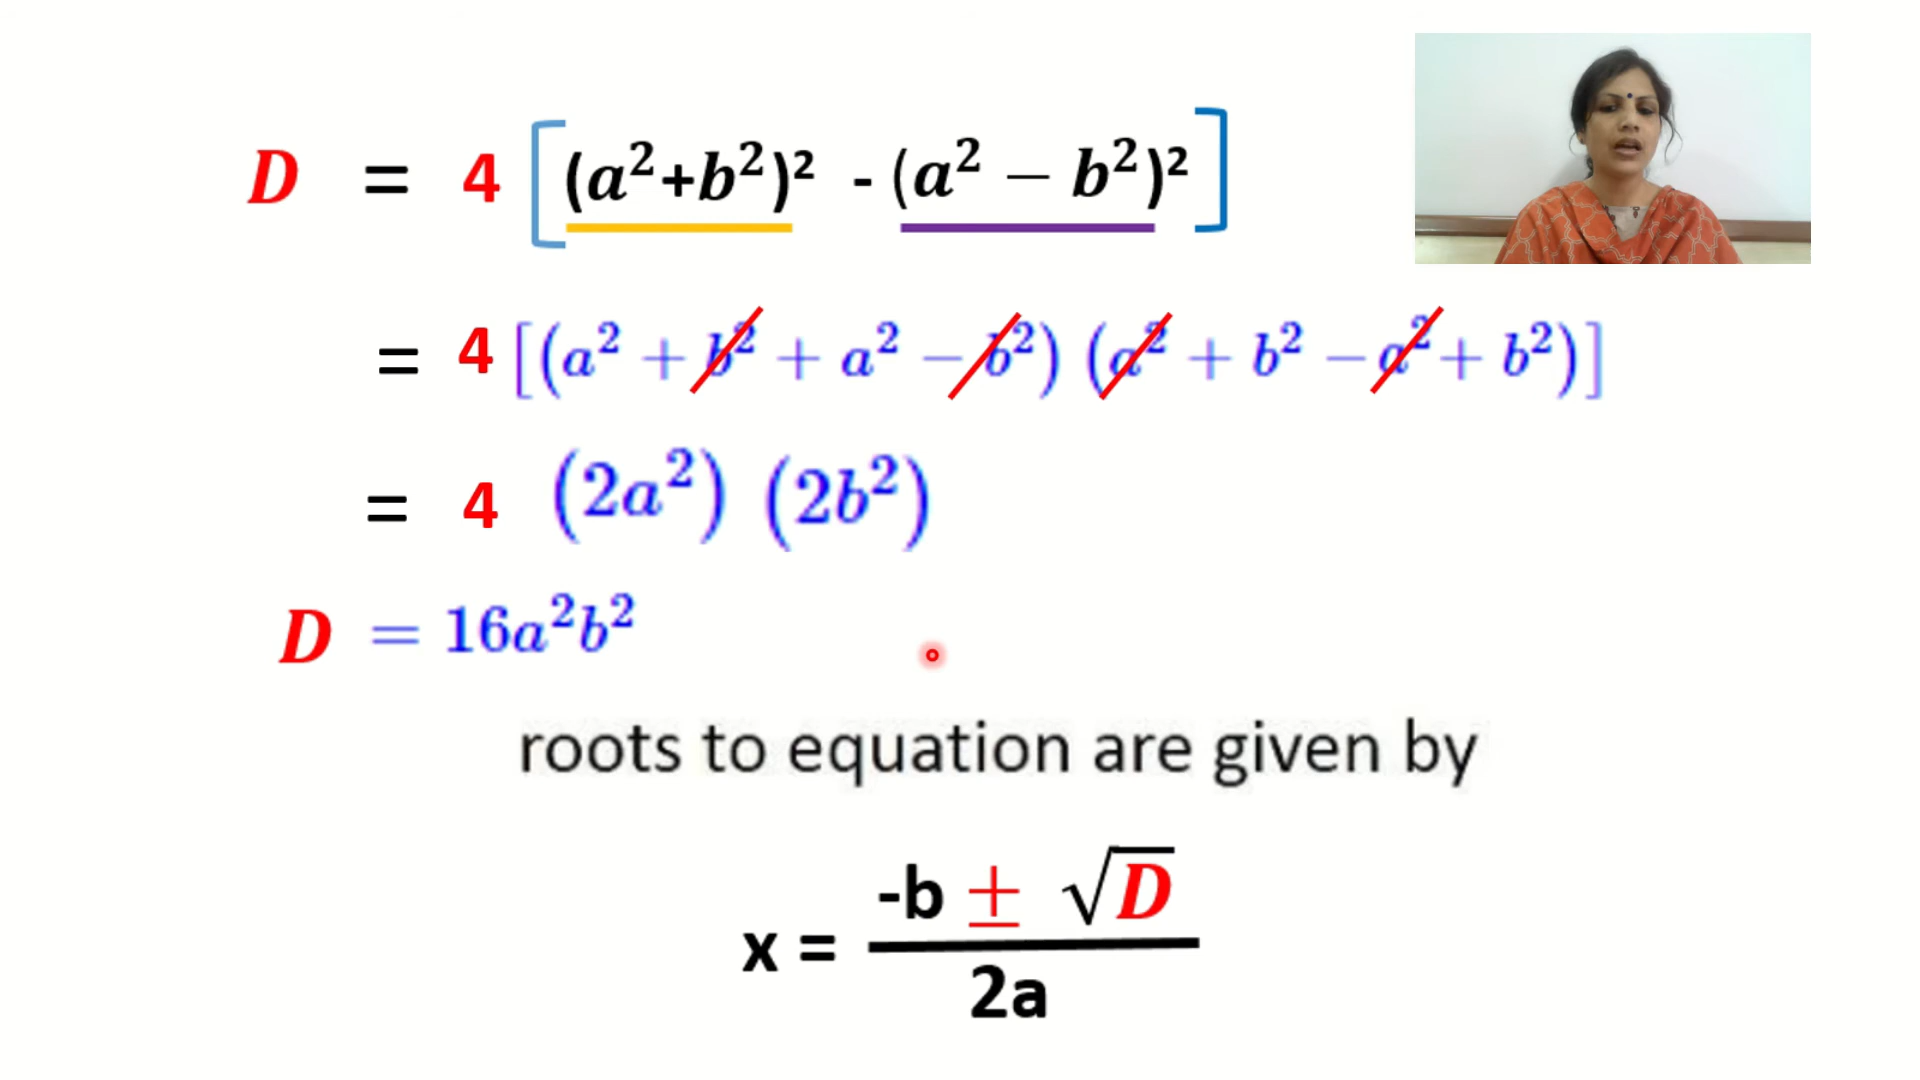 D = 4 [(a²+b²)² - (a² – b²)²]
= 4 [(a² + b² + a² – b²) (a² + b² – a² + b²)]
= 4 (2a²) (2b²)
D = 16a²b²
roots to equation are given by
x = -b ± √D
2a